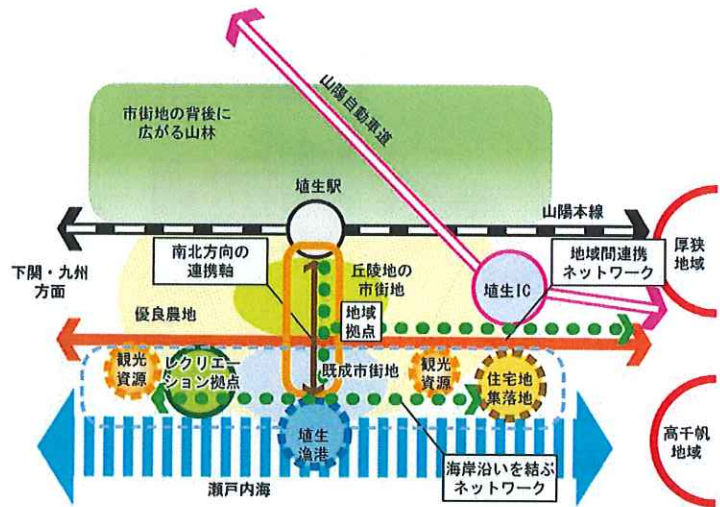 市街地の背後に
広がる山林
山陽自動車道
埴生駅
山陽本線
厚狭
地域
南北方向の
連携軸
地域間連携
ネットワーク
下関・九州
方面
丘陵地の
市街地
埴生IC
優良農地
地域
拠点
観光
資源
レクリエー
ション拠点
既成市街地
観光
資源
住宅地
集落地
埴生
漁港
高千帆
地域
海岸沿いを結ぶ
ネットワーク
瀬戸内海